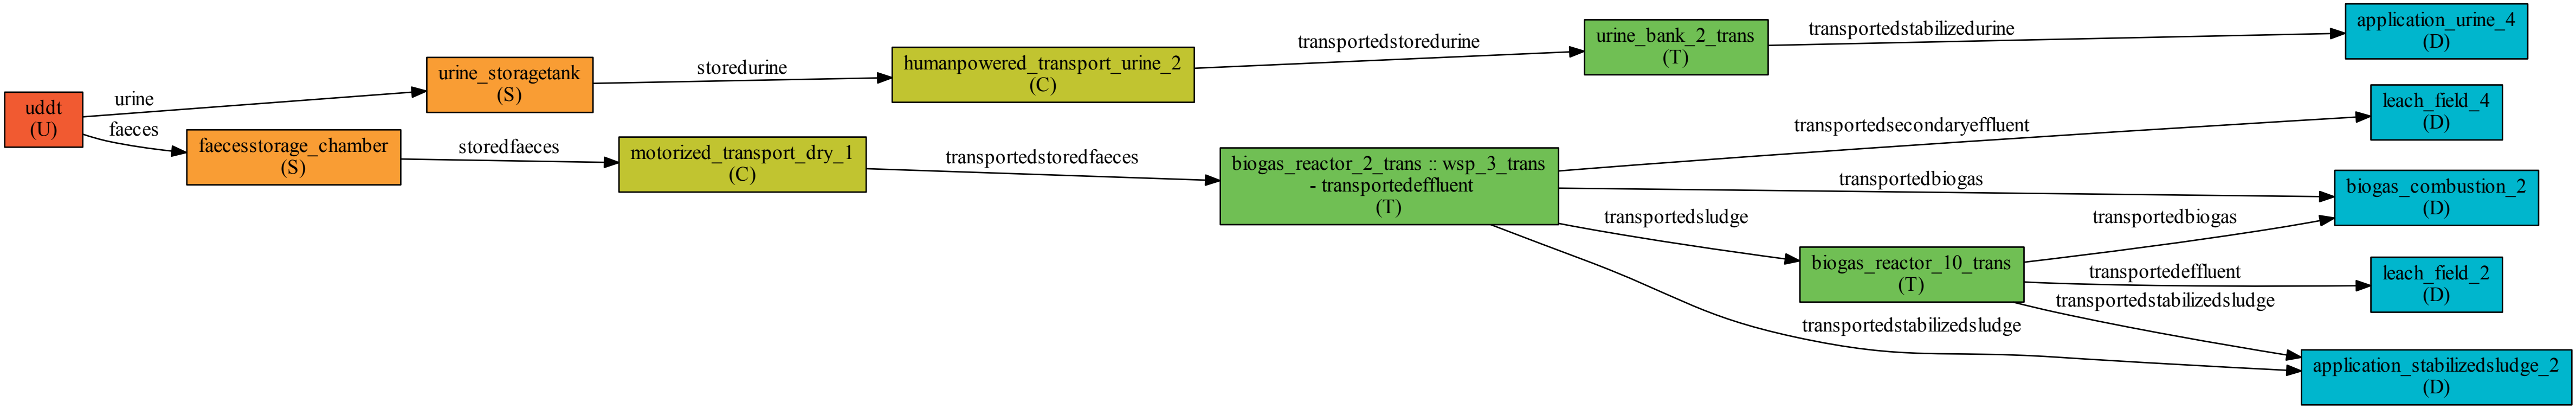 uddt
(U)
urine
faeces
urine_storagetank
(S)
faecesstorage_chamber
(S)
storedurine
storedfaeces
humanpowered_transport_urine_2
(C)
motorized_transport_dry_1
(C)
transportedstoredurine
transportedstoredfaeces
urine_bank_2_trans
(T)
biogas_reactor_2_trans :: wsp_3_trans
- transportedeffluent
(T)
transportedstabilizedurine
transportedsecondaryeffluent
transportedbiogas
transportedsludge
biogas_reactor_10_trans
(T)
transportedbiogas
transportedeffluent
transportedstabilizedsludge
transportedstabilizedsludge
application_urine_4
(D)
leach_field_4
(D)
biogas_combustion_2
(D)
leach_field_2
(D)
application_stabilizedsludge_2
(D)